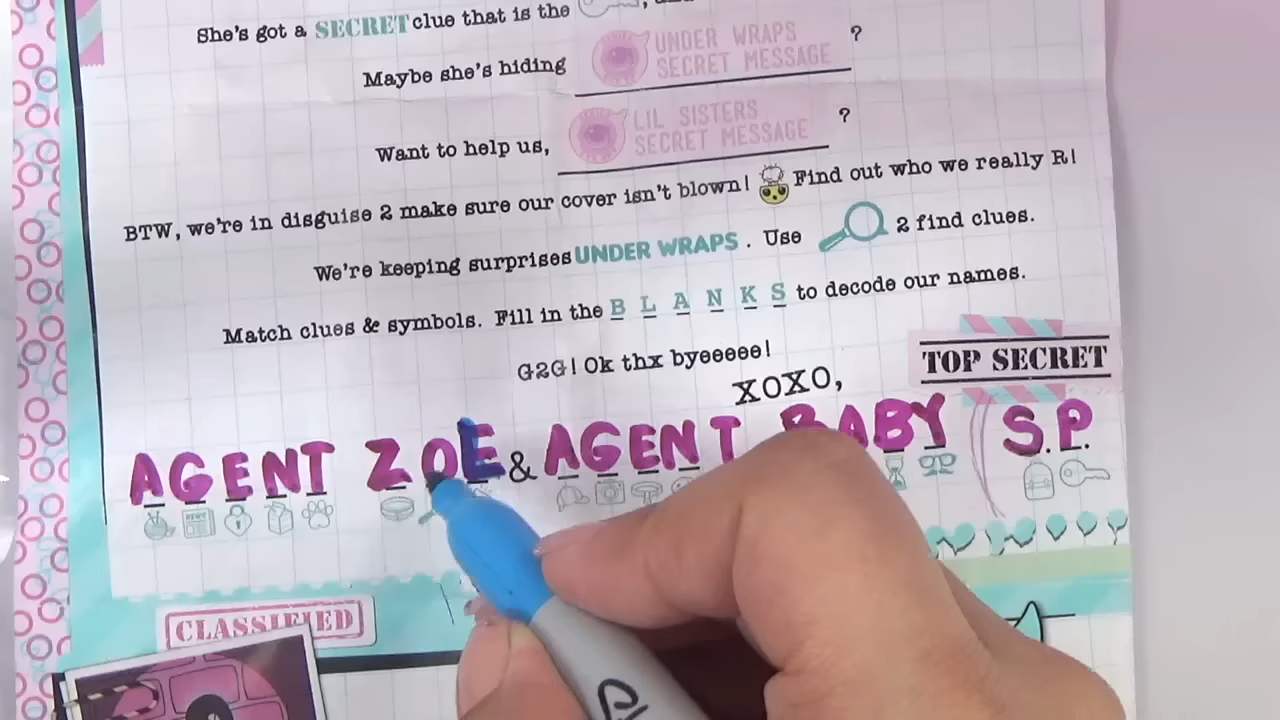 She's got a SECRET clue that is the
Maybe she's hiding UNDER WRAPS SECRET MESSAGE ?
Want to help us, LIL SISTERS SECRET MESSAGE ?
BTW, we're in disguise 2 make sure our cover isn't blown! Find out who we really R!
We're keeping surprises UNDER WRAPS. Use 2 find clues.
Match clues & symbols. Fill in the B L A N K S to decode our names.
G2G! Ok thx byeeeee!
XOXO,
TOP SECRET
AGENT ZOE & AGENT BABY S.P.
NEWS
CLASSIFIED